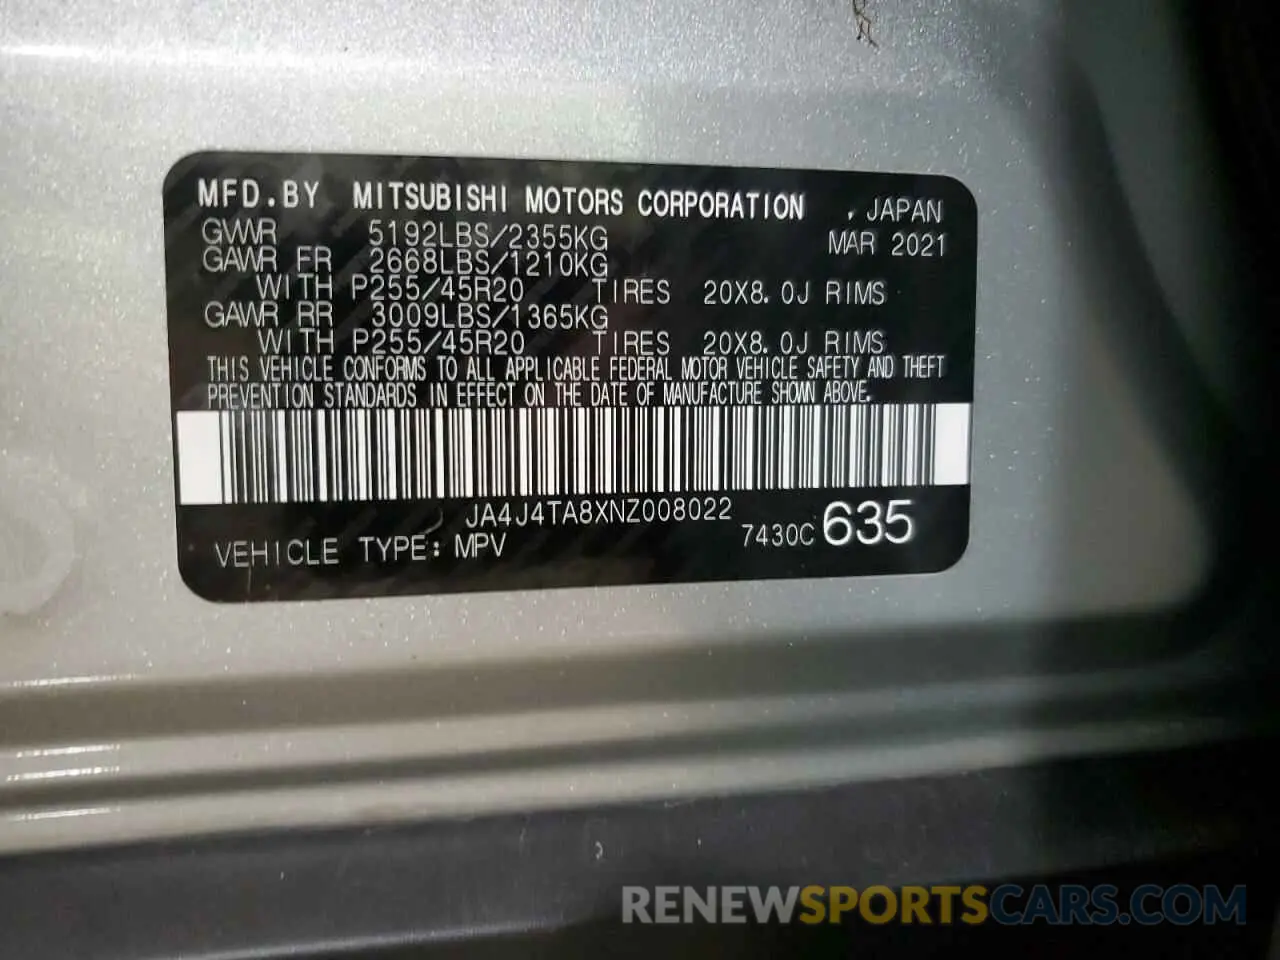 MFD.BY MITSUBISHI MOTORS CORPORATION , JAPAN
GVWR 5192LBS/2355KG MAR 2021
GAWR FR 2668LBS/1210KG
WITH P255/45R20 TIRES 20X8.0J RIMS
GAWR RR 3009LBS/1365KG
WITH P255/45R20 TIRES 20X8.0J RIMS
THIS VEHICLE CONFORMS TO ALL APPLICABLE FEDERAL MOTOR VEHICLE SAFETY AND THEFT
PREVENTION STANDARDS IN EFFECT ON THE DATE OF MANUFACTURE SHOWN ABOVE.
JA4J4TA8XNZ008022
VEHICLE TYPE: MPV 7430C 635
RENEWSPORTSCARS.COM